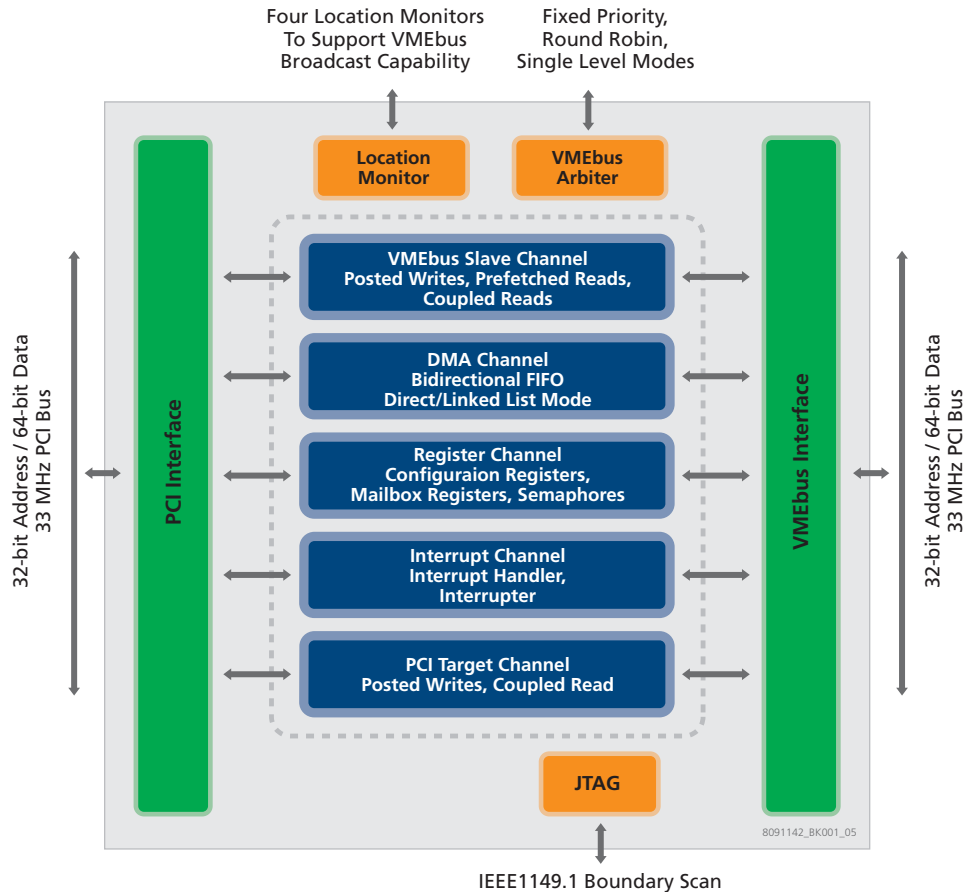 Four Location Monitors
To Support VMEbus
Broadcast Capability
Fixed Priority,
Round Robin,
Single Level Modes
Location
Monitor
VMEbus
Arbiter
32-bit Address / 64-bit Data
33 MHz PCI Bus
PCI Interface
VMEbus Slave Channel
Posted Writes, Prefetched Reads,
Coupled Reads
DMA Channel
Bidirectional FIFO
Direct/Linked List Mode
Register Channel
Configuraion Registers,
Mailbox Registers, Semaphores
Interrupt Channel
Interrupt Handler,
Interrupter
PCI Target Channel
Posted Writes, Coupled Read
VMEbus Interface
32-bit Address / 64-bit Data
33 MHz PCI Bus
JTAG
8091142_BK001_05
IEEE1149.1 Boundary Scan